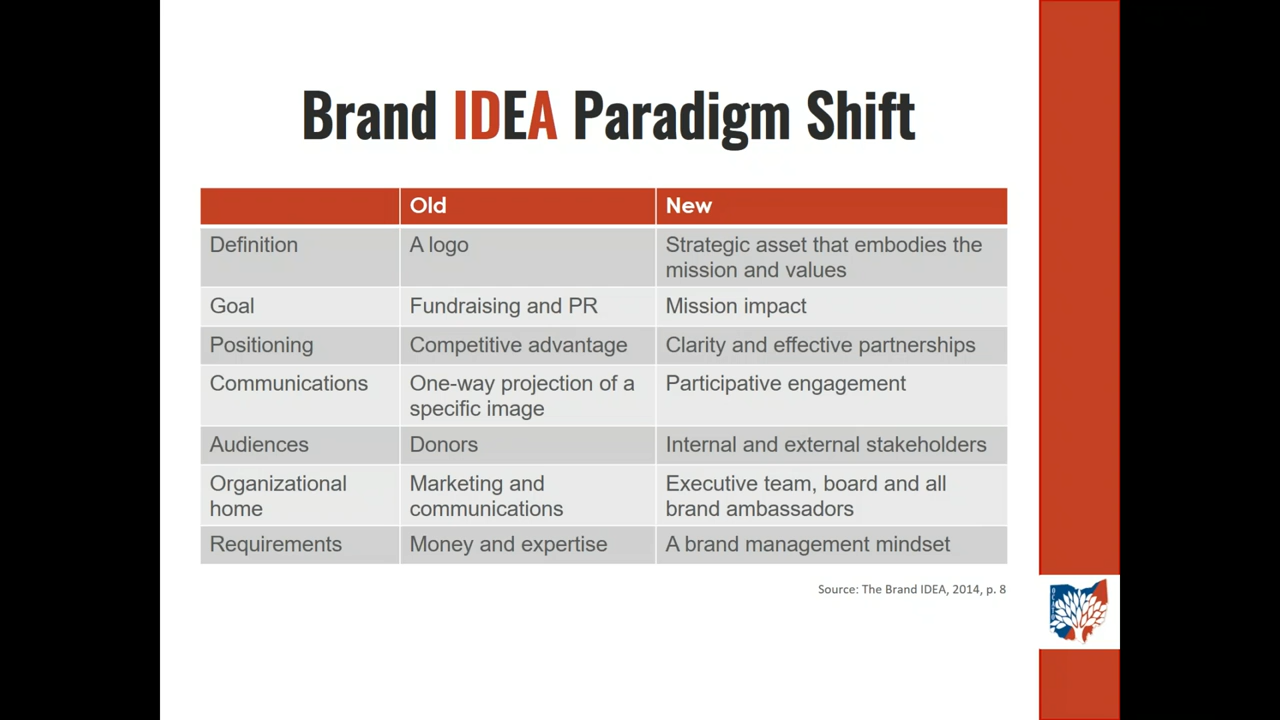 Brand IDEA Paradigm Shift
Old New
Definition A logo Strategic asset that embodies the
mission and values
Goal Fundraising and PR Mission impact
Positioning Competitive advantage Clarity and effective partnerships
Communications One-way projection of a Participative engagement
specific image
Audiences Donors Internal and external stakeholders
Organizational Marketing and Executive team, board and all
home communications brand ambassadors
Requirements Money and expertise A brand management mindset
Source: The Brand IDEA, 2014, p. 8